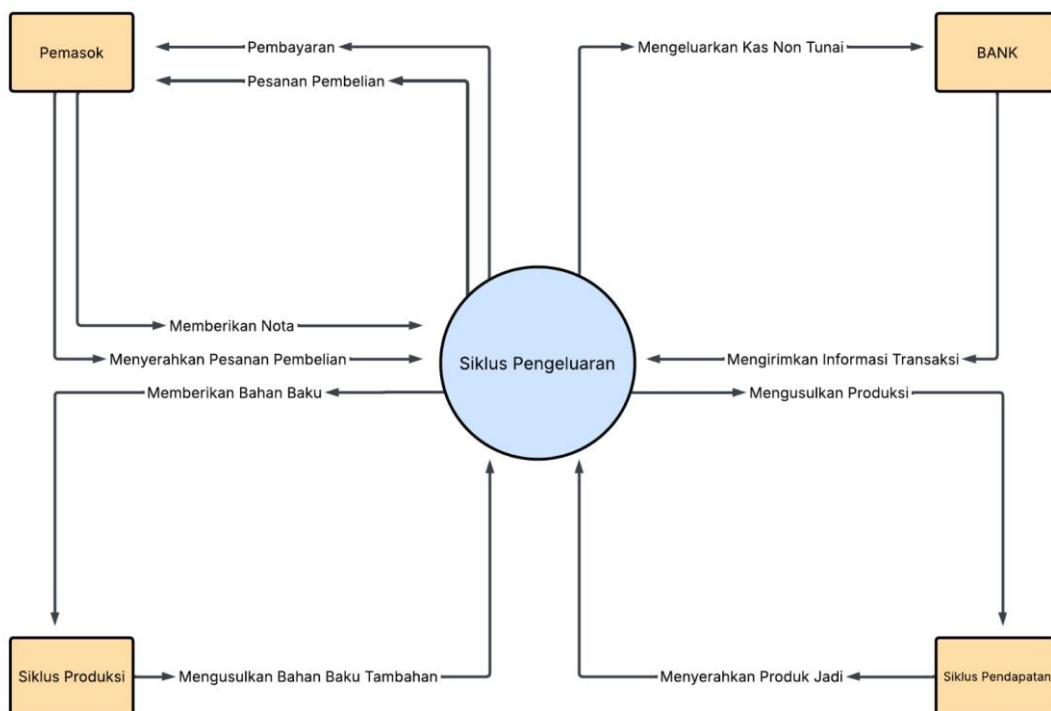 Pemasok
Pembayaran
Mengeluarkan Kas Non Tunai
BANK
Pesanan Pembelian
Memberikan Nota
Menyerahkan Pesanan Pembelian
Siklus Pengeluaran
Mengirimkan Informasi Transaksi
Memberikan Bahan Baku
Mengusulkan Produksi
Siklus Produksi
Mengusulkan Bahan Baku Tambahan
Menyerahkan Produk Jadi
Siklus Pendapatan